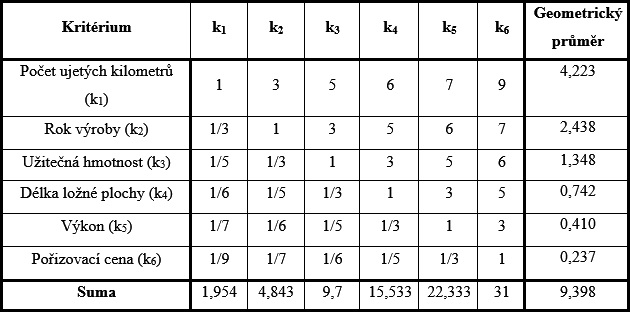 Kritérium k1 k2 k3 k4 k5 k6 Geometrický průměr
Počet ujetých kilometrů (k1) 1 3 5 6 7 9 4,223
Rok výroby (k2) 1/3 1 3 5 6 7 2,438
Užitečná hmotnost (k3) 1/5 1/3 1 3 5 6 1,348
Délka ložné plochy (k4) 1/6 1/5 1/3 1 3 5 0,742
Výkon (k5) 1/7 1/6 1/5 1/3 1 3 0,410
Pořizovací cena (k6) 1/9 1/7 1/6 1/5 1/3 1 0,237
Suma 1,954 4,843 9,7 15,533 22,333 31 9,398